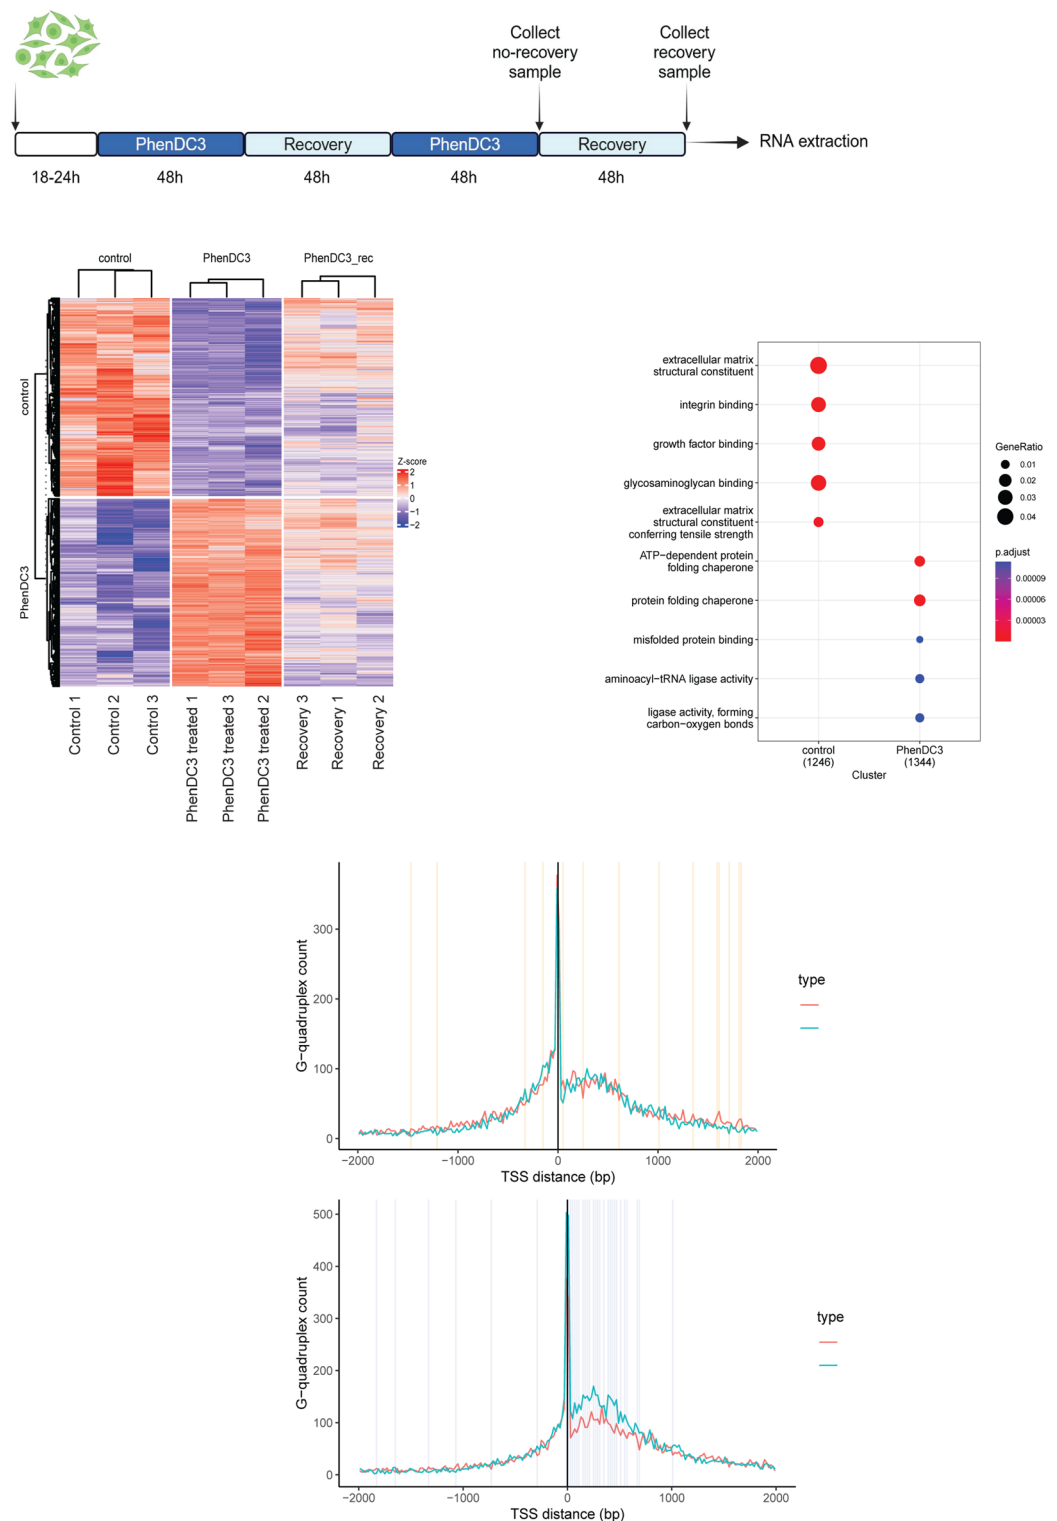 Collect
no-recovery
sample
Collect
recovery
sample
PhenDC3
Recovery
PhenDC3
Recovery
RNA extraction
18-24h
48h
48h
48h
48h
control
PhenDC3
PhenDC3_rec
control
PhenDC3
Z-score
2
1
0
−1
−2
Control 1
Control 2
Control 3
PhenDC3 treated 1
PhenDC3 treated 3
PhenDC3 treated 2
Recovery 3
Recovery 1
Recovery 2
extracellular matrix
structural constituent
integrin binding
growth factor binding
glycosaminoglycan binding
extracellular matrix
structural constituent
conferring tensile strength
ATP−dependent protein
folding chaperone
protein folding chaperone
misfolded protein binding
aminoacyl−tRNA ligase activity
ligase activity, forming
carbon−oxygen bonds
control
(1246)
PhenDC3
(1344)
Cluster
GeneRatio
0.01
0.02
0.03
0.04
p.adjust
0.00009
0.00006
0.00003
G−quadruplex count
300
200
100
0
−2000
−1000
0
1000
2000
TSS distance (bp)
type
G−quadruplex count
500
400
300
200
100
0
−2000
−1000
0
1000
2000
TSS distance (bp)
type